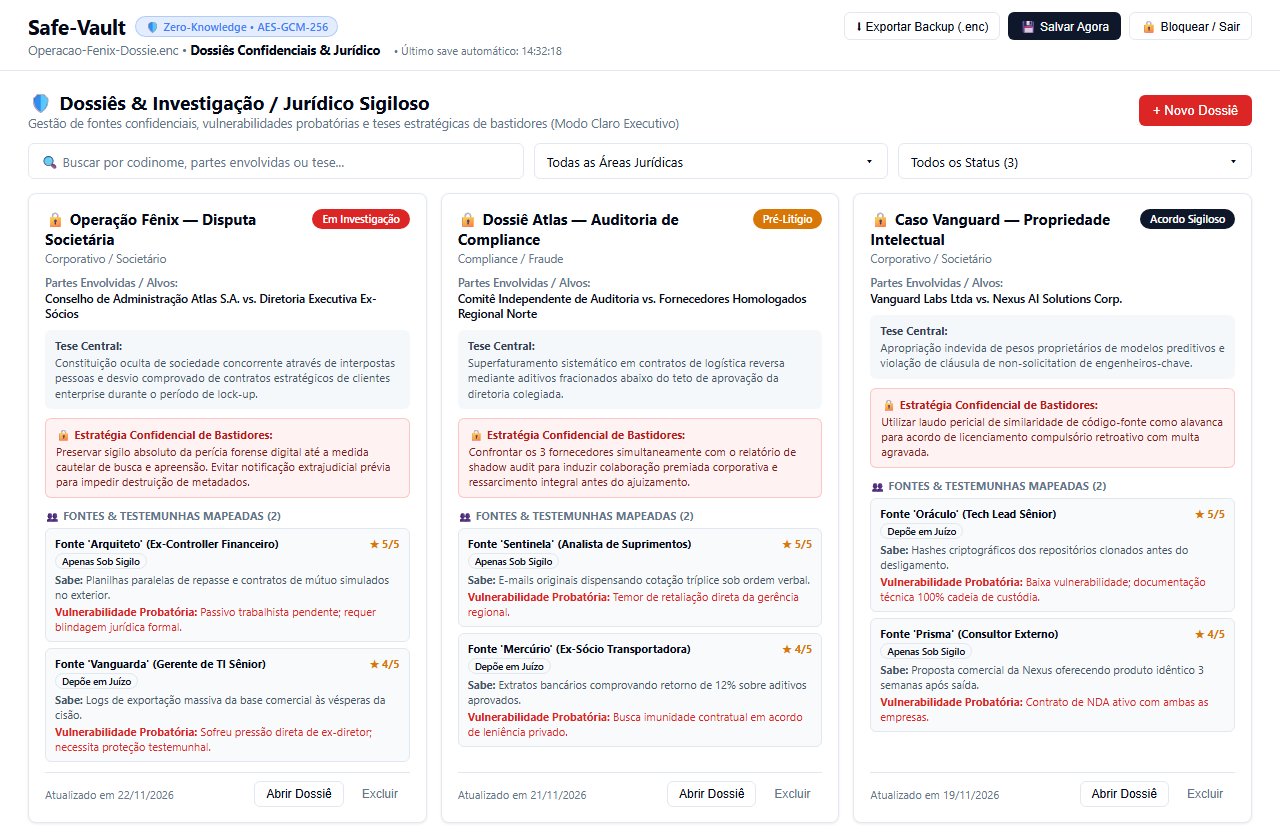 Safe-Vault
Zero-Knowledge • AES-GCM-256
Operacao-Fenix-Dossie.enc • Dossiês Confidenciais & Jurídico • Último save automático: 14:32:18
⬇ Exportar Backup (.enc)
💾 Salvar Agora
🔒 Bloquear / Sair
Dossiês & Investigação / Jurídico Sigiloso
Gestão de fontes confidenciais, vulnerabilidades probatórias e teses estratégicas de bastidores (Modo Claro Executivo)
+ Novo Dossiê
🔍 Buscar por codinome, partes envolvidas ou tese...
Todas as Áreas Jurídicas
Todos os Status (3)
🔒 Operação Fênix — Disputa
Societária
Em Investigação
Corporativo / Societário
Partes Envolvidas / Alvos:
Conselho de Administração Atlas S.A. vs. Diretoria Executiva Ex-
Sócios
Tese Central:
Constituição oculta de sociedade concorrente através de interpostas
pessoas e desvio comprovado de contratos estratégicos de clientes
enterprise durante o período de lock-up.
🔒 Estratégia Confidencial de Bastidores:
Preservar sigilo absoluto da perícia forense digital até a medida
cautelar de busca e apreensão. Evitar notificação extrajudicial prévia
para impedir destruição de metadados.
👥 FONTES & TESTEMUNHAS MAPEADAS (2)
Fonte 'Arquiteto' (Ex-Controller Financeiro)
★ 5/5
Apenas Sob Sigilo
Sabe: Planilhas paralelas de repasse e contratos de mútuo simulados
no exterior.
Vulnerabilidade Probatória: Passivo trabalhista pendente; requer
blindagem jurídica formal.
Fonte 'Vanguarda' (Gerente de TI Sênior)
★ 4/5
Depõe em Juízo
Sabe: Logs de exportação massiva da base comercial às vésperas da
cisão.
Vulnerabilidade Probatória: Sofreu pressão direta de ex-diretor;
necessita proteção testemunhal.
Atualizado em 22/11/2026
Abrir Dossiê
Excluir
🔒 Dossiê Atlas — Auditoria de
Compliance
Pré-Litígio
Compliance / Fraude
Partes Envolvidas / Alvos:
Comitê Independente de Auditoria vs. Fornecedores Homologados
Regional Norte
Tese Central:
Superfaturamento sistemático em contratos de logística reversa
mediante aditivos fracionados abaixo do teto de aprovação da
diretoria colegiada.
🔒 Estratégia Confidencial de Bastidores:
Confrontar os 3 fornecedores simultaneamente com o relatório de
shadow audit para induzir colaboração premiada corporativa e
ressarcimento integral antes do ajuizamento.
👥 FONTES & TESTEMUNHAS MAPEADAS (2)
Fonte 'Sentinela' (Analista de Suprimentos)
★ 5/5
Apenas Sob Sigilo
Sabe: E-mails originais dispensando cotação tríplice sob ordem verbal.
Vulnerabilidade Probatória: Temor de retaliação direta da gerência
regional.
Fonte 'Mercúrio' (Ex-Sócio Transportadora)
★ 4/5
Depõe em Juízo
Sabe: Extratos bancários comprovando retorno de 12% sobre aditivos
aprovados.
Vulnerabilidade Probatória: Busca imunidade contratual em acordo
de leniência privado.
Atualizado em 21/11/2026
Abrir Dossiê
Excluir
🔒 Caso Vanguard — Propriedade
Intelectual
Acordo Sigiloso
Corporativo / Societário
Partes Envolvidas / Alvos:
Vanguard Labs Ltda vs. Nexus AI Solutions Corp.
Tese Central:
Apropriação indevida de pesos proprietários de modelos preditivos e
violação de cláusula de non-solicitation de engenheiros-chave.
🔒 Estratégia Confidencial de Bastidores:
Utilizar laudo pericial de similaridade de código-fonte como alavanca
para acordo de licenciamento compulsório retroativo com multa
agravada.
👥 FONTES & TESTEMUNHAS MAPEADAS (2)
Fonte 'Oráculo' (Tech Lead Sênior)
★ 5/5
Depõe em Juízo
Sabe: Hashes criptográficos dos repositórios clonados antes do
desligamento.
Vulnerabilidade Probatória: Baixa vulnerabilidade; documentação
técnica 100% cadeia de custódia.
Fonte 'Prisma' (Consultor Externo)
★ 4/5
Apenas Sob Sigilo
Sabe: Proposta comercial da Nexus oferecendo produto idêntico 3
semanas após saída.
Vulnerabilidade Probatória: Contrato de NDA ativo com ambas as
empresas.
Atualizado em 19/11/2026
Abrir Dossiê
Excluir